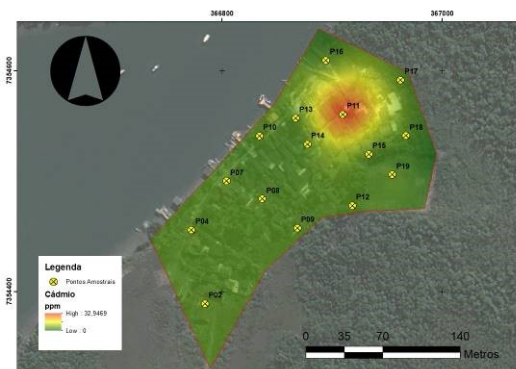 366800
367000
7364600
7364400
P16
P17
P11
P13
P10
P14
P18
P15
P19
P07
P08
P12
P04
P09
P02
Legenda
Pontos Amostrais
Cádmio
ppm
High : 32,9469
Low : 0
0 35 70 140
Metros